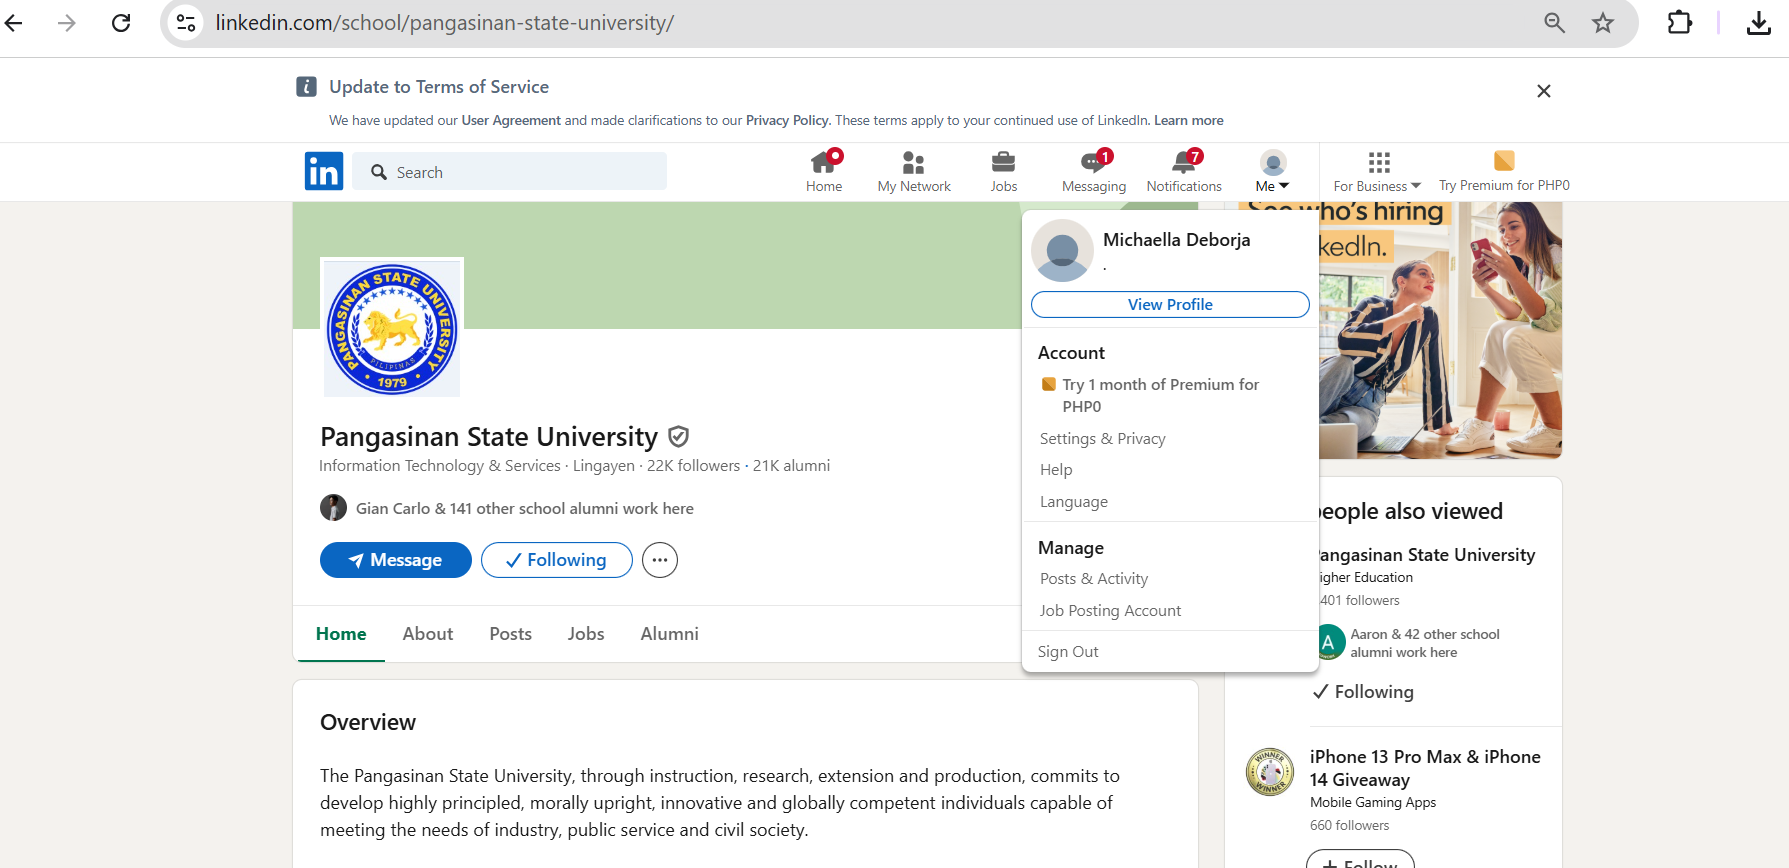 linkedin.com/school/pangasinan-state-university/
Update to Terms of Service
We have updated our User Agreement and made clarifications to our Privacy Policy. These terms apply to your continued use of LinkedIn. Learn more
in
Search
Home
My Network
Jobs
1
Messaging
7
Notifications
Me
For Business
Try Premium for PHP0
PANGASINAN STATE UNIVERSITY
PILIPINAS
1979
Pangasinan State University
Information Technology & Services · Lingayen · 22K followers · 21K alumni
Gian Carlo & 141 other school alumni work here
Message
Following
Home
About
Posts
Jobs
Alumni
Overview
The Pangasinan State University, through instruction, research, extension and production, commits to
develop highly principled, morally upright, innovative and globally competent individuals capable of
meeting the needs of industry, public service and civil society.
Michaella Deborja
.
View Profile
Account
Try 1 month of Premium for
PHP0
Settings & Privacy
Help
Language
Manage
Posts & Activity
Job Posting Account
Sign Out
See who's hiring
kedIn.
people also viewed
angasinan State University
igher Education
401 followers
A
Aaron & 42 other school
alumni work here
Following
WINNER
WINNER
iPhone 13 Pro Max & iPhone
14 Giveaway
Mobile Gaming Apps
660 followers
+ Follow